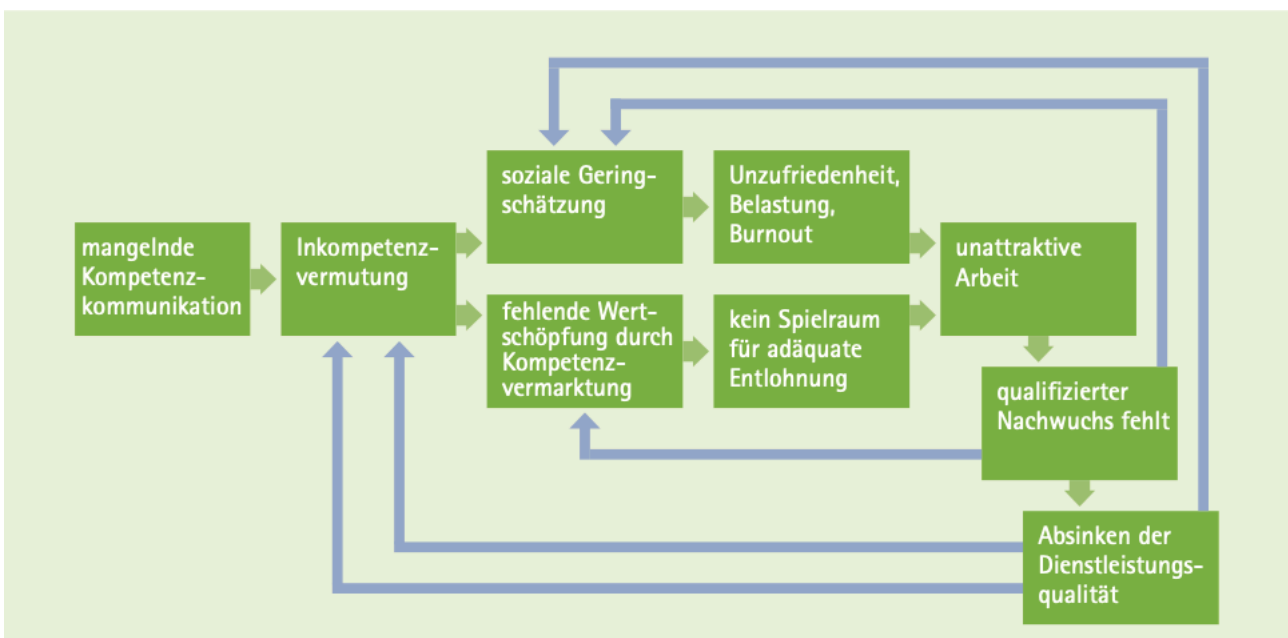 mangelnde
Kompetenz-
kommunikation
Inkompetenz-
vermutung
soziale Gering-
schätzung
Unzufriedenheit,
Belastung,
Burnout
fehlende Wert-
schöpfung durch
Kompetenz-
vermarktung
kein Spielraum
für adäquate
Entlohnung
unattraktive
Arbeit
qualifizierter
Nachwuchs fehlt
Absinken der
Dienstleistungs-
qualität